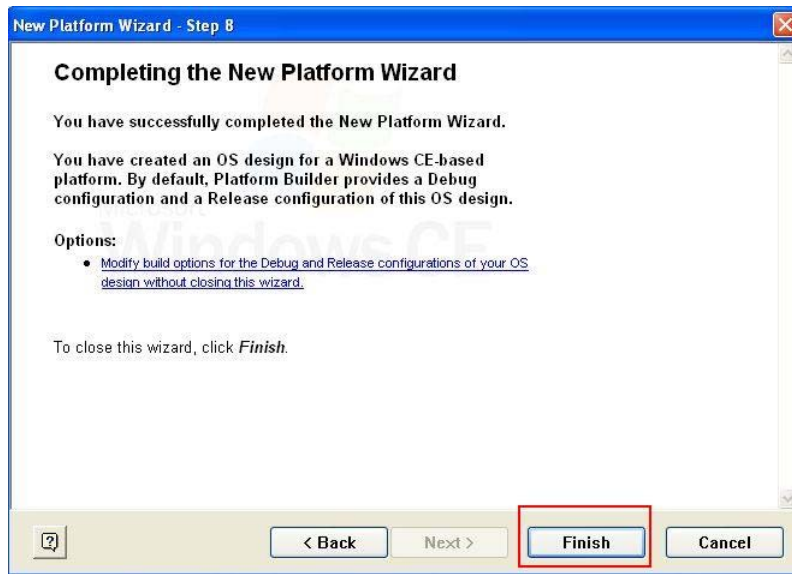 New Platform Wizard - Step 8
Completing the New Platform Wizard
You have successfully completed the New Platform Wizard.
You have created an OS design for a Windows CE-based
platform. By default, Platform Builder provides a Debug
configuration and a Release configuration of this OS design.
Microsoft
Windows CE
Options:
• Modify build options for the Debug and Release configurations of your OS
design without closing this wizard.
To close this wizard, click Finish.
< Back
Next >
Finish
Cancel